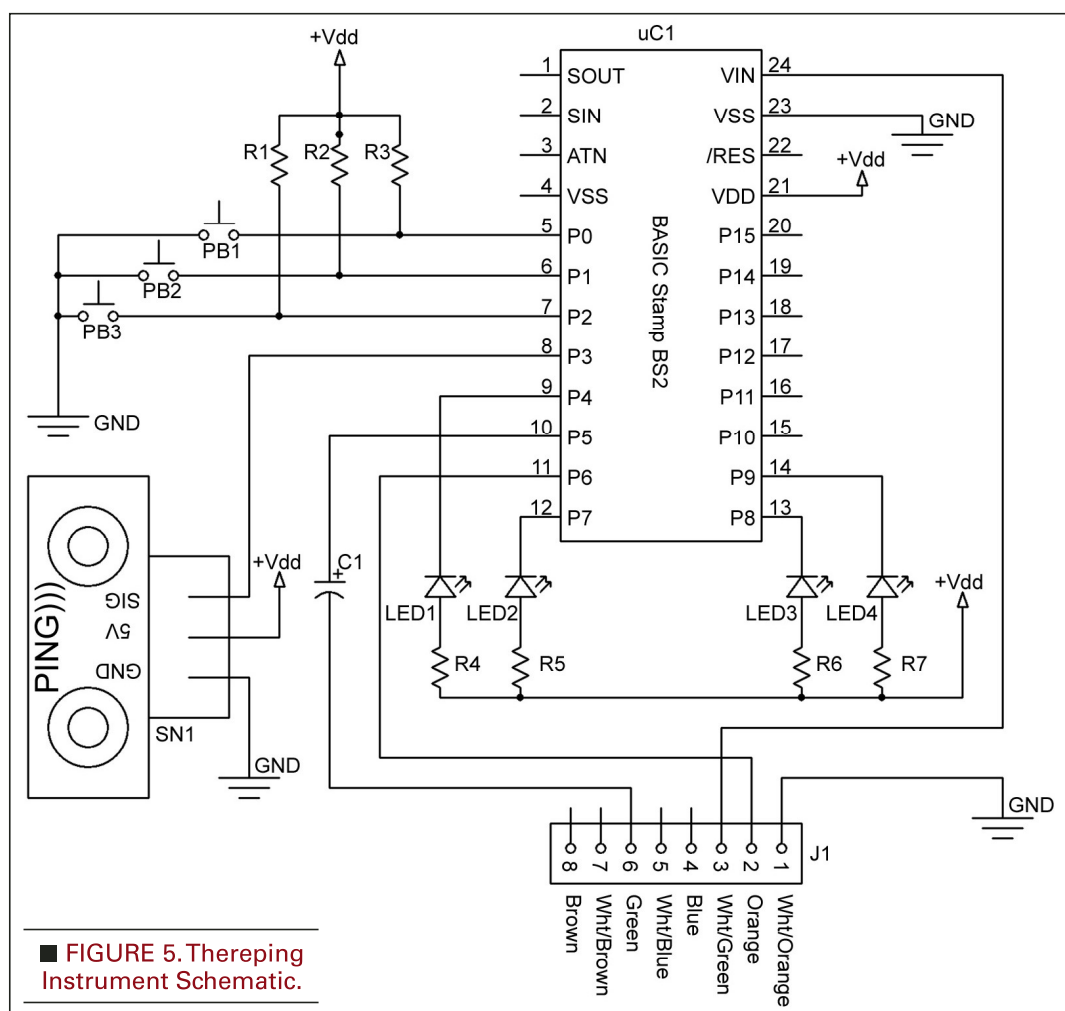 +Vdd
uC1
1
SOUT
VIN
24
2
SIN
VSS
23
GND
3
ATN
/RES
22
+Vdd
4
VSS
VDD
21
R1
R2
R3
5
P0
P15
20
PB1
6
P1
P14
19
PB2
7
P2
P13
18
PB3
8
P3
P12
17
9
P4
P11
16
10
P5
P10
15
11
P6
P9
14
12
P7
P8
13
BASIC Stamp BS2
GND
PING)))
SIG
5V
GND
SN1
+Vdd
GND
+
C1
LED1
LED2
LED3
LED4
+Vdd
R4
R5
R6
R7
GND
J1
8
7
6
5
4
3
2
1
Brown
Wht/Brown
Green
Wht/Blue
Blue
Wht/Green
Orange
Wht/Orange
■ FIGURE 5. Thereping
Instrument Schematic.